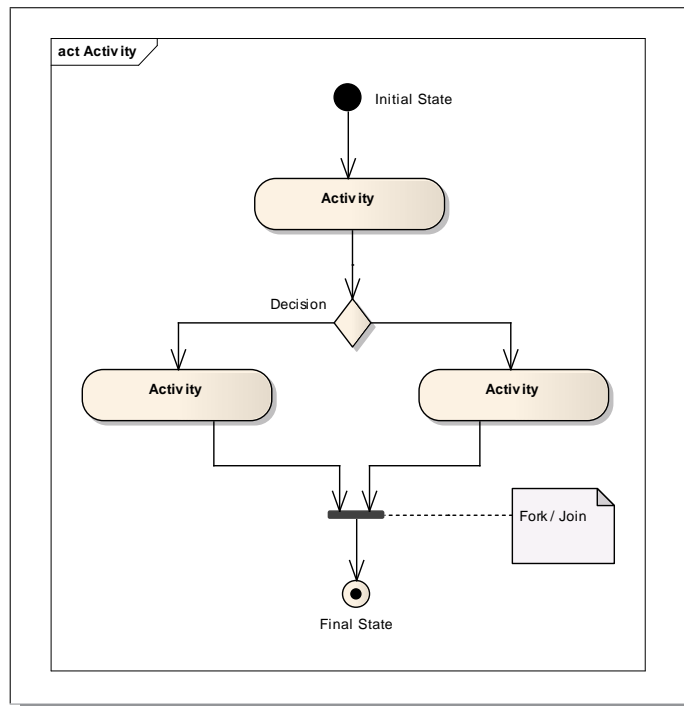 act Activity
Initial State
Activity
Decision
Activity
Activity
Fork / Join
Final State